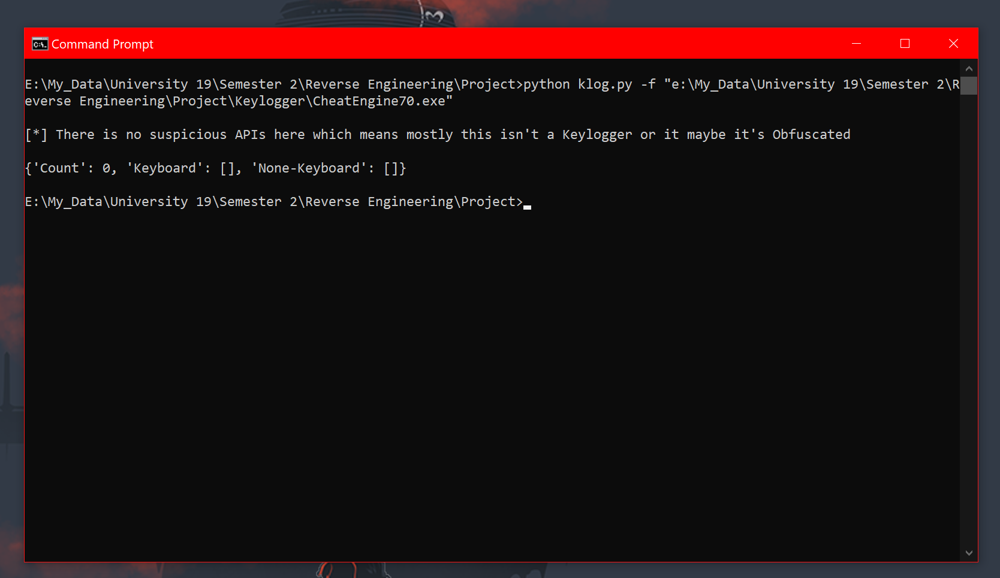 Command Prompt
E:\My_Data\University 19\Semester 2\Reverse Engineering\Project>python klog.py -f "e:\My_Data\University 19\Semester 2\R
everse Engineering\Project\Keylogger\CheatEngine70.exe"
[*] There is no suspicious APIs here which means mostly this isn't a Keylogger or it maybe it's Obfuscated
{'Count': 0, 'Keyboard': [], 'None-Keyboard': []}
E:\My_Data\University 19\Semester 2\Reverse Engineering\Project>